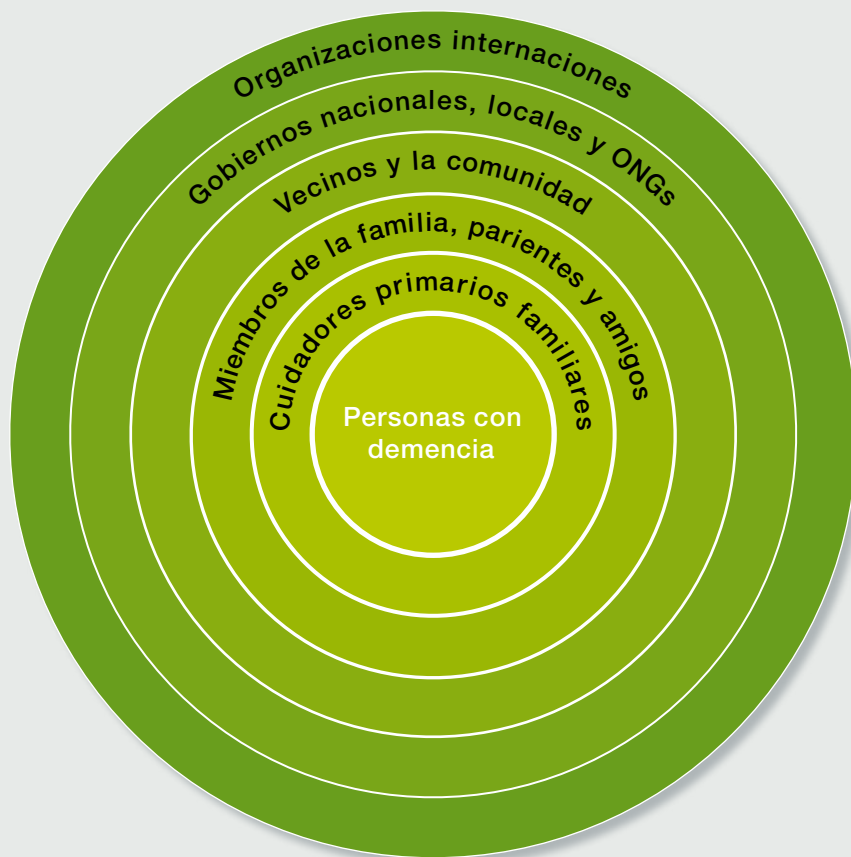 Organizaciones internaciones
Gobiernos nacionales, locales y ONGs
Vecinos y la comunidad
Miembros de la familia, parientes y amigos
Cuidadores primarios familiares
Personas con
demencia